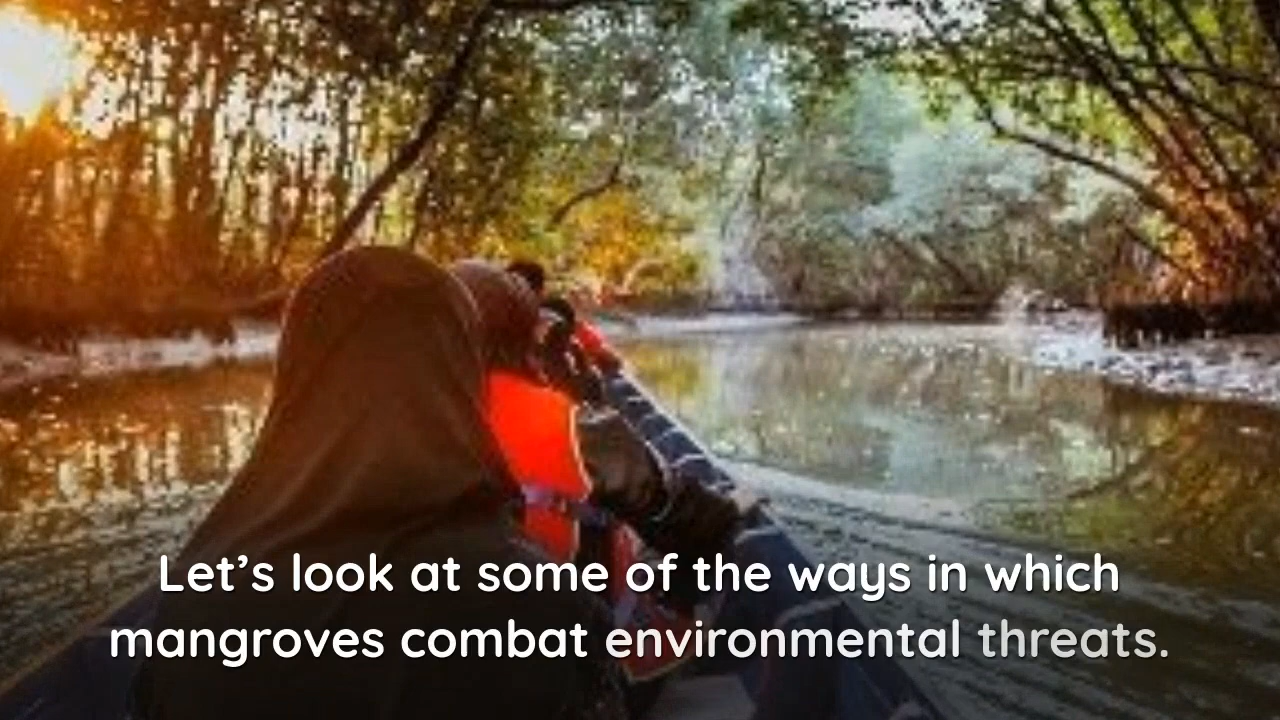 Let’s look at some of the ways in which
mangroves combat environmental threats.